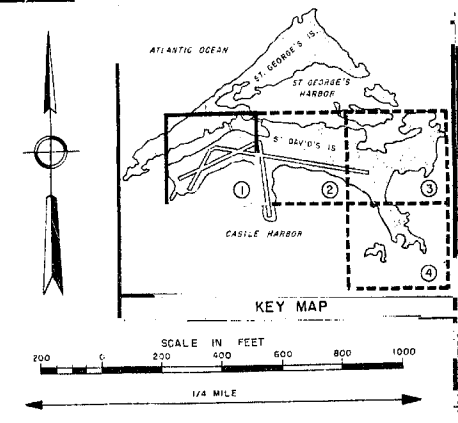 ATLANTIC OCEAN
ST. GEORGE'S IS.
ST GEORGE'S
HARBOR
ST DAVID'S IS
1
2
3
CASTLE HARBOR
4
KEY MAP
SCALE IN FEET
200 0 200 400 600 800 1000
1/4 MILE